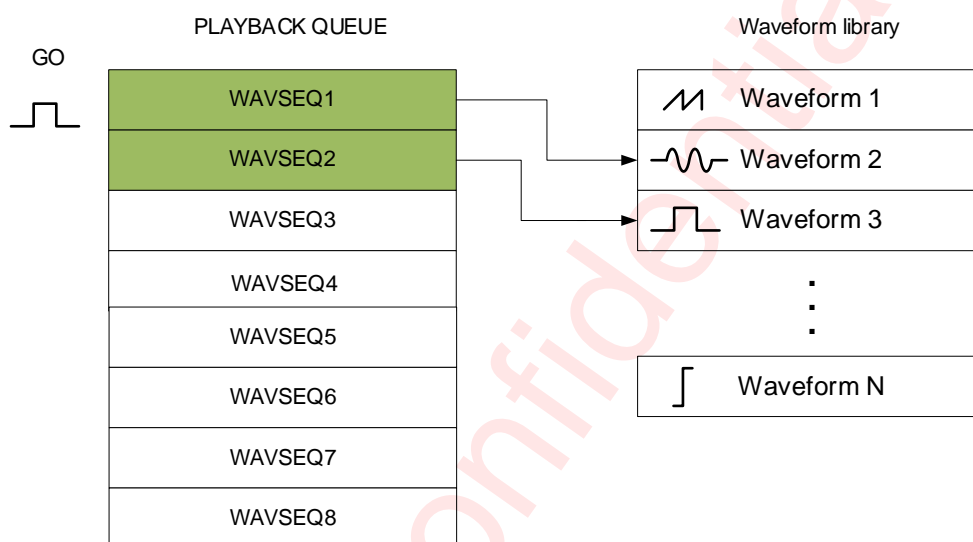 PLAYBACK QUEUE
Waveform library
GO
WAVSEQ1
WAVSEQ2
WAVSEQ3
WAVSEQ4
WAVSEQ5
WAVSEQ6
WAVSEQ7
WAVSEQ8
Waveform 1
Waveform 2
Waveform 3
Waveform N
onfidential